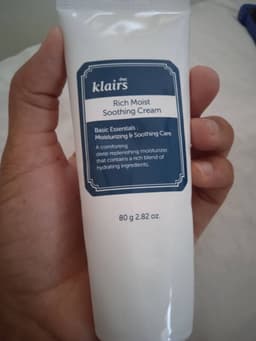 dear,
klairs
Rich Moist
Soothing Cream
Basic Essentials :
Moisturizing & Soothing Care
A comforting
deep replenishing moisturizer
that contains a rich blend of
hydrating ingredients.
80 g 2.82 oz.